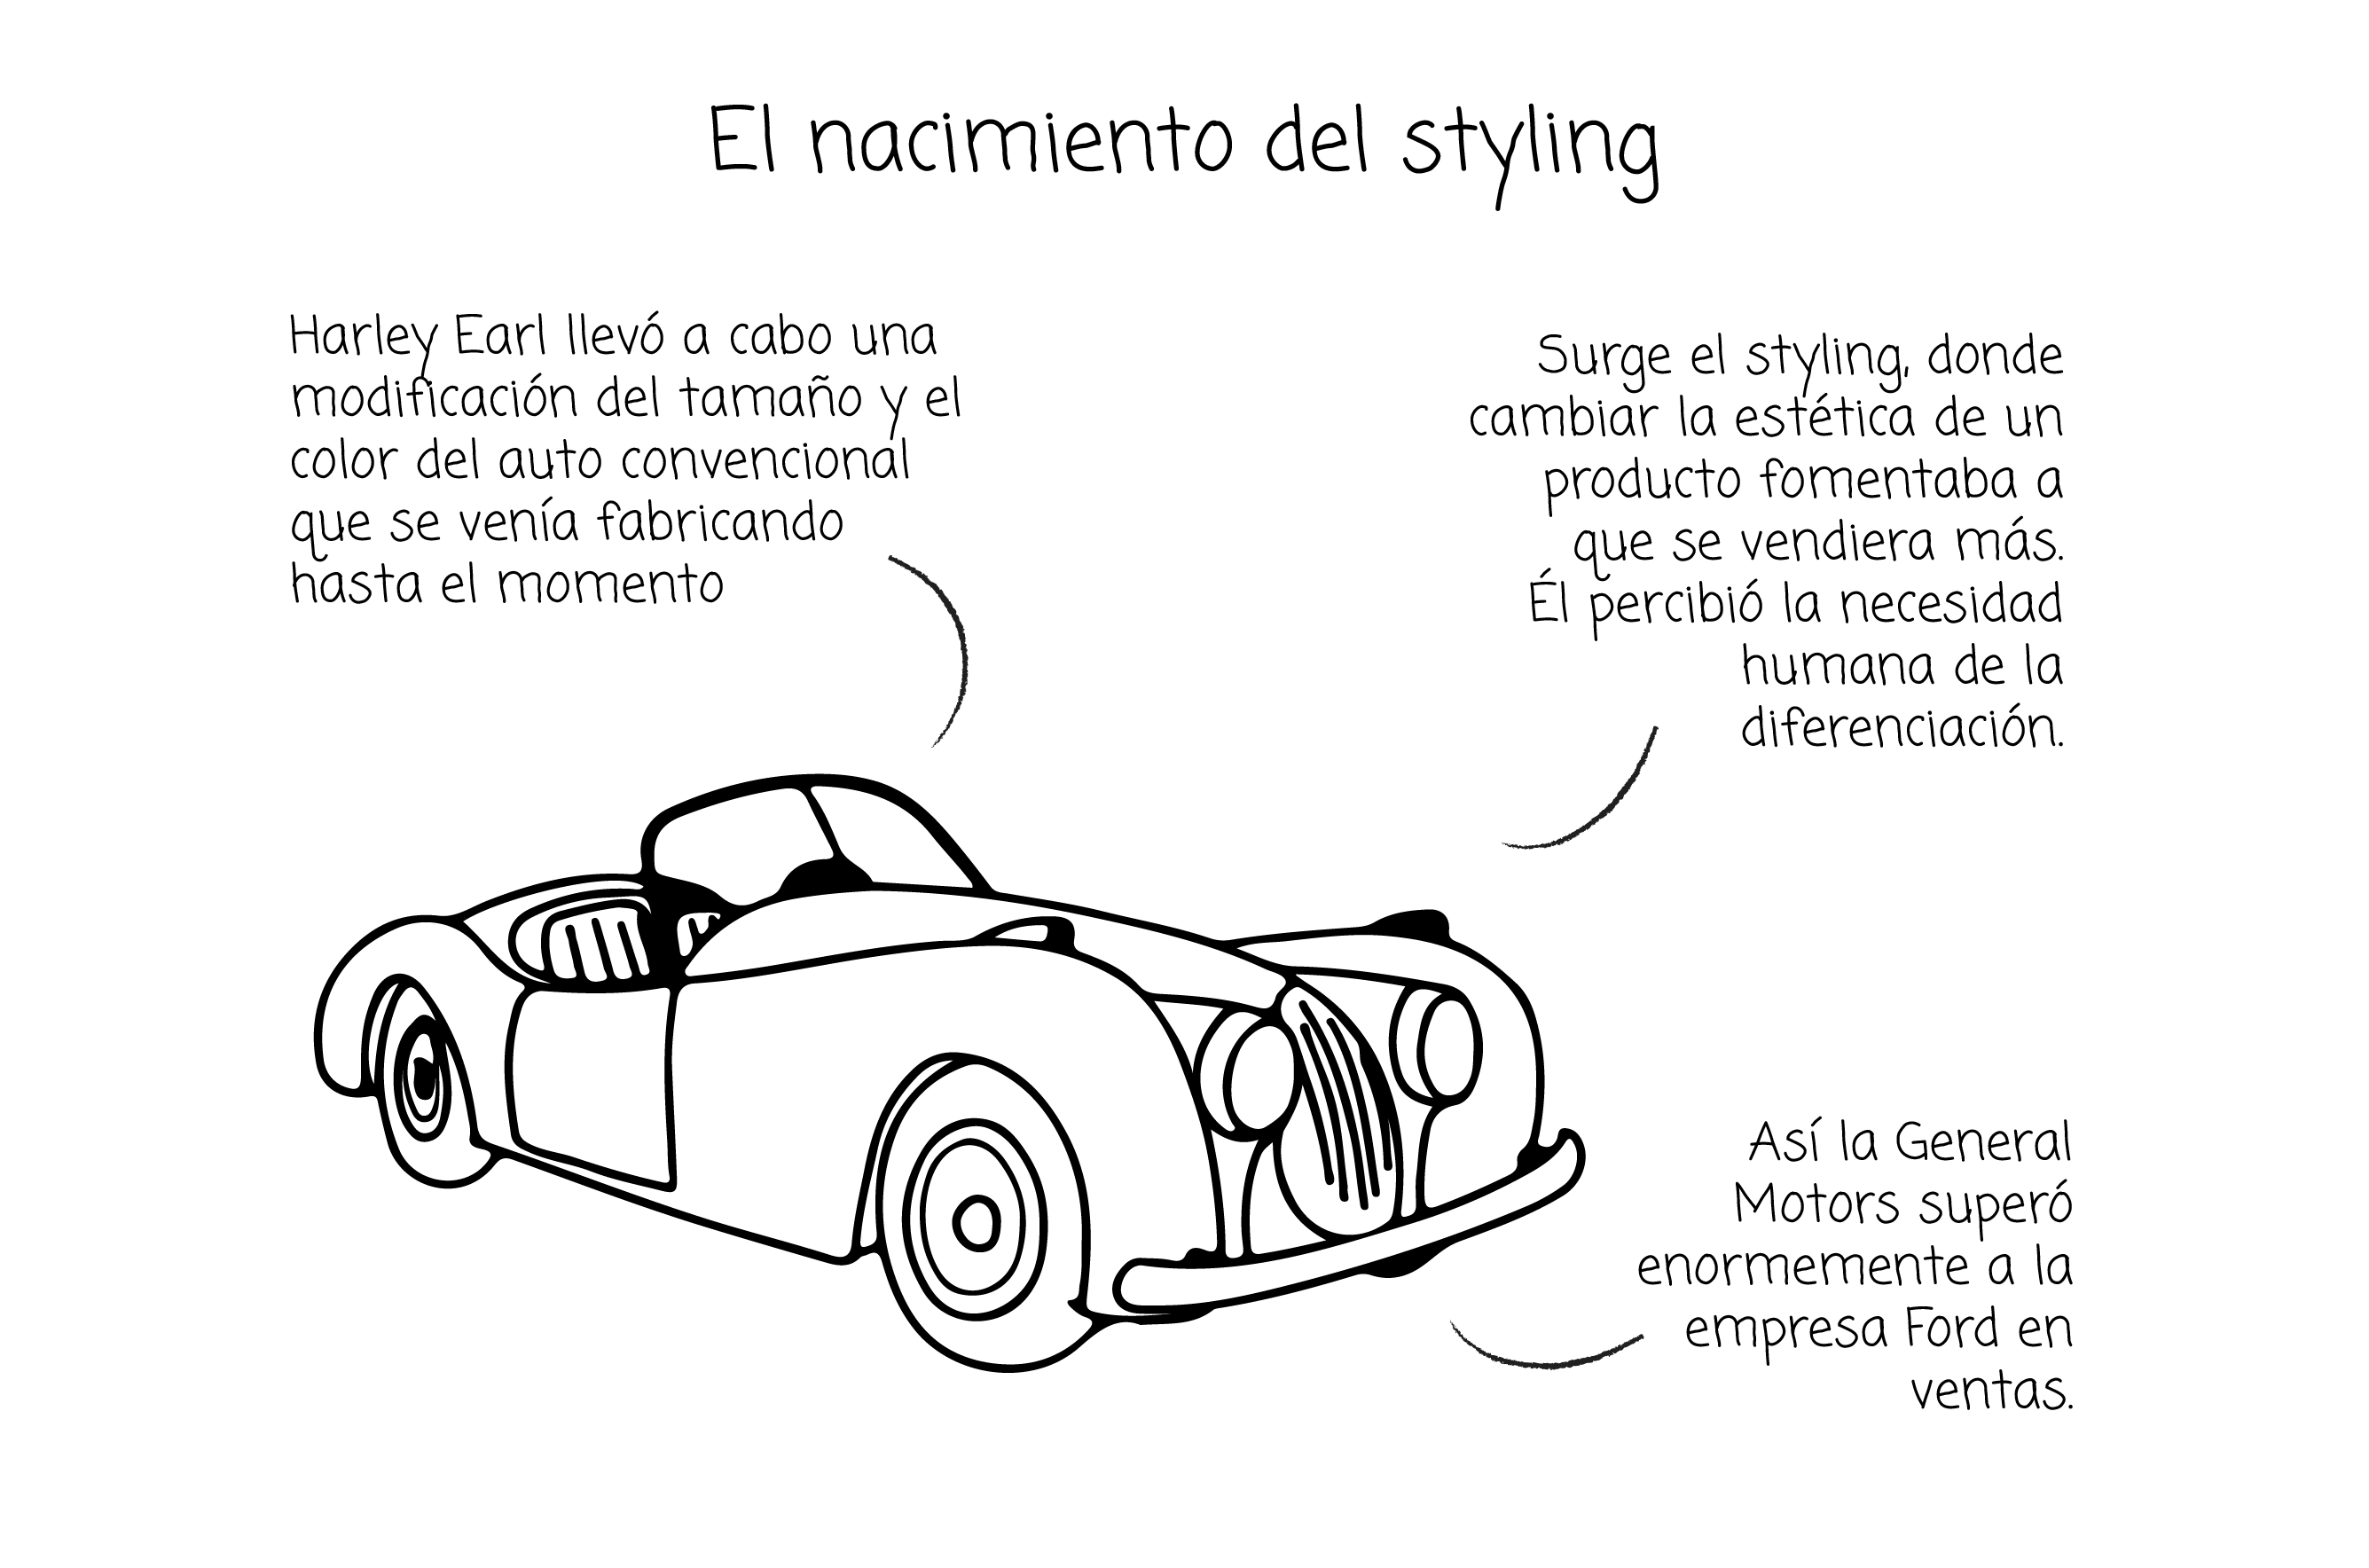 El nacimiento del styling
Harley Earl llevó a cabo una
modificación del tamaño y el
color del auto convencional
que se venía fabricando
hasta el momento
Surge el styling, donde
cambiar la estética de un
producto fomentaba a
que se vendiera más.
Él percibió la necesidad
humana de la
diferenciación.
Así la General
Motors superó
enormemente a la
empresa Ford en
ventas.